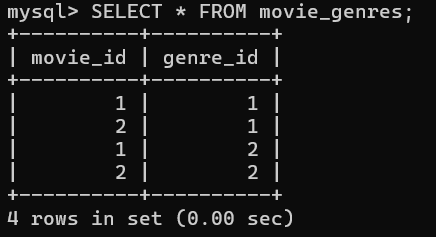 mysql> SELECT * FROM movie_genres;
+----------+----------+
| movie_id | genre_id |
+----------+----------+
|        1 |        1 |
|        2 |        1 |
|        1 |        2 |
|        2 |        2 |
+----------+----------+
4 rows in set (0.00 sec)